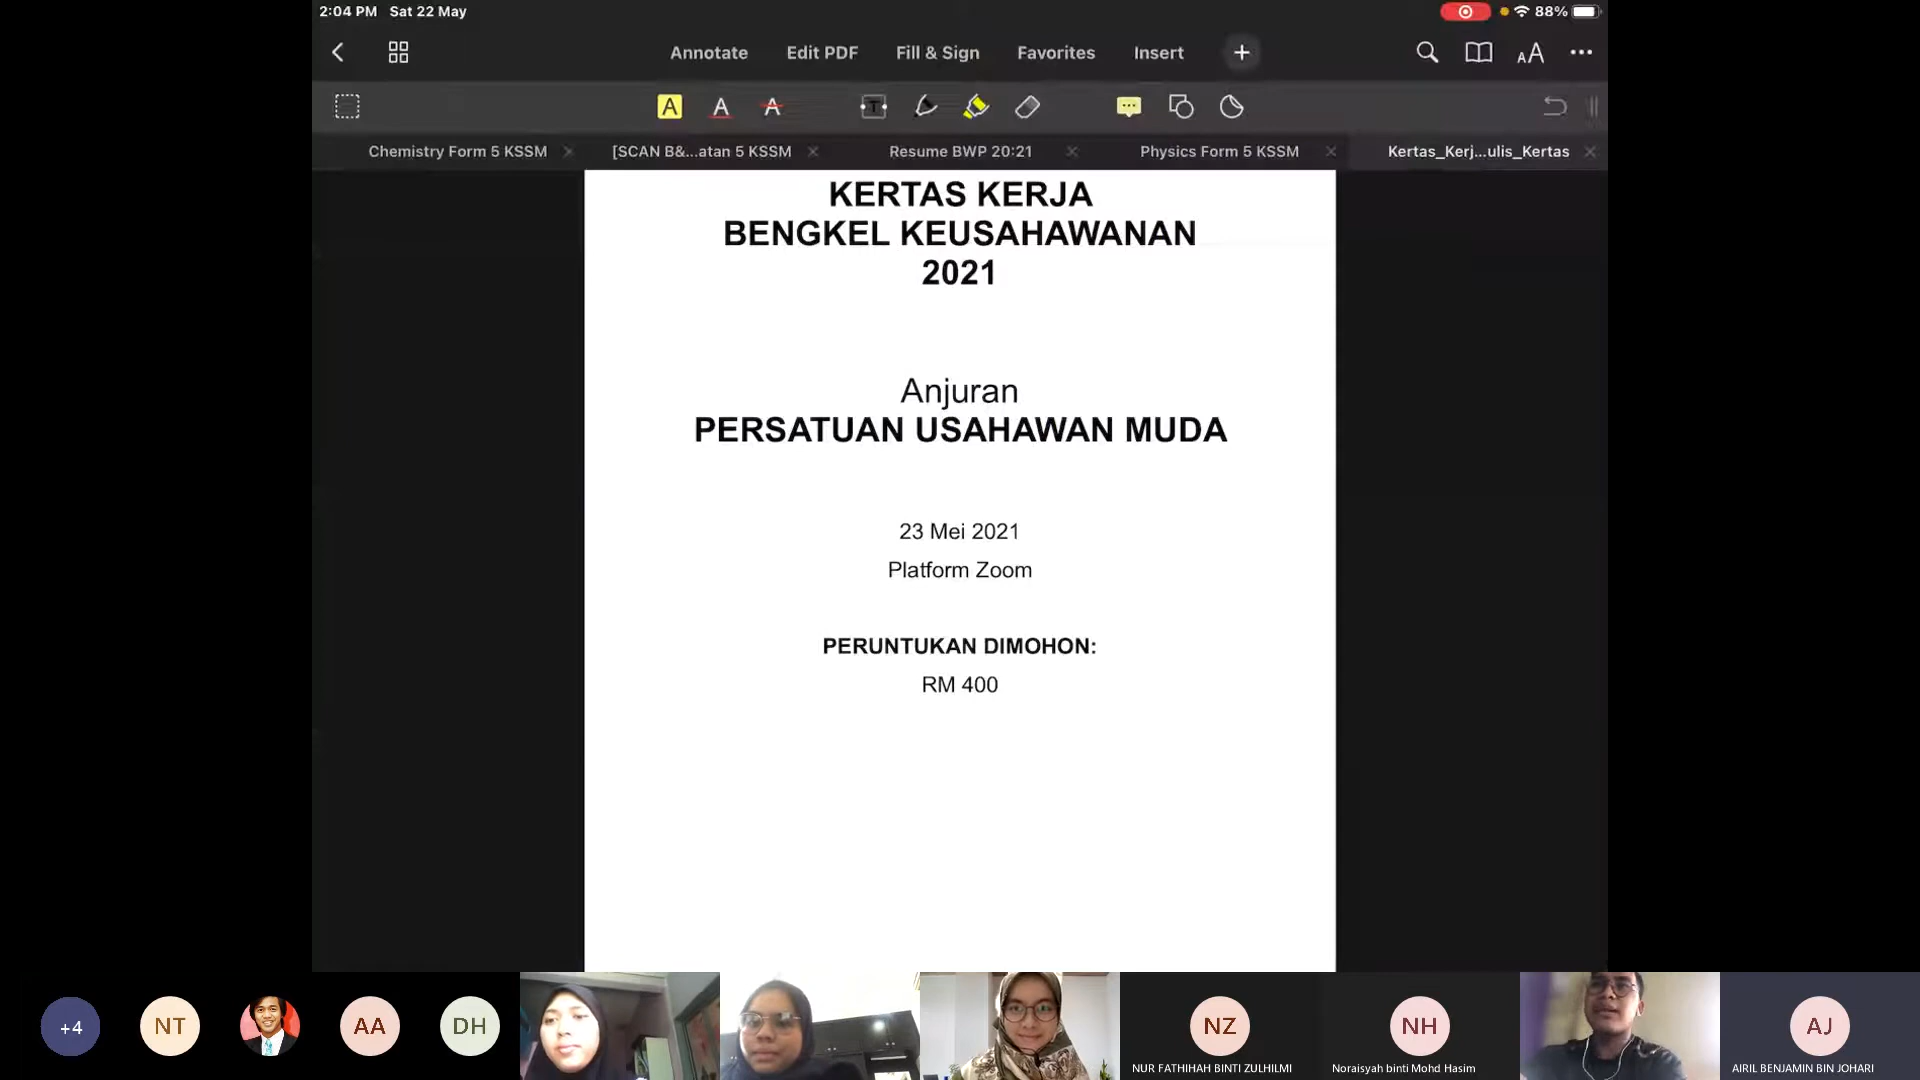 2:04 PM Sat 22 May
88%
Annotate Edit PDF Fill & Sign Favorites Insert
AA
A A A T
Chemistry Form 5 KSSM
[SCAN B&...atan 5 KSSM
Resume BWP 20:21
Physics Form 5 KSSM
Kertas_Kerj...ulis_Kertas
KERTAS KERJA
BENGKEL KEUSAHAWANAN
2021
Anjuran
PERSATUAN USAHAWAN MUDA
23 Mei 2021
Platform Zoom
PERUNTUKAN DIMOHON:
RM 400
+4 NT AA DH NZ NH AJ
NUR FATHIHAH BINTI ZULHILMI
Noraisyah binti Mohd Hasim
AIRIL BENJAMIN BIN JOHARI